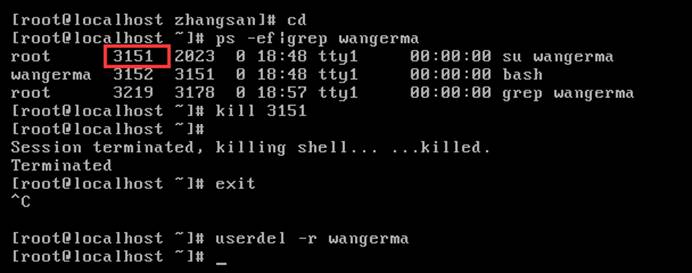 [root@localhost zhangsan]# cd
[root@localhost ~]# ps -ef|grep wangerma
root 3151 2023 0 18:48 tty1 00:00:00 su wangerma
wangerma 3152 3151 0 18:48 tty1 00:00:00 bash
root 3219 3178 0 18:57 tty1 00:00:00 grep wangerma
[root@localhost ~]# kill 3151
[root@localhost ~]#
Session terminated, killing shell... ...killed.
Terminated
[root@localhost ~]# exit
^C
[root@localhost ~]# userdel -r wangerma
[root@localhost ~]# _